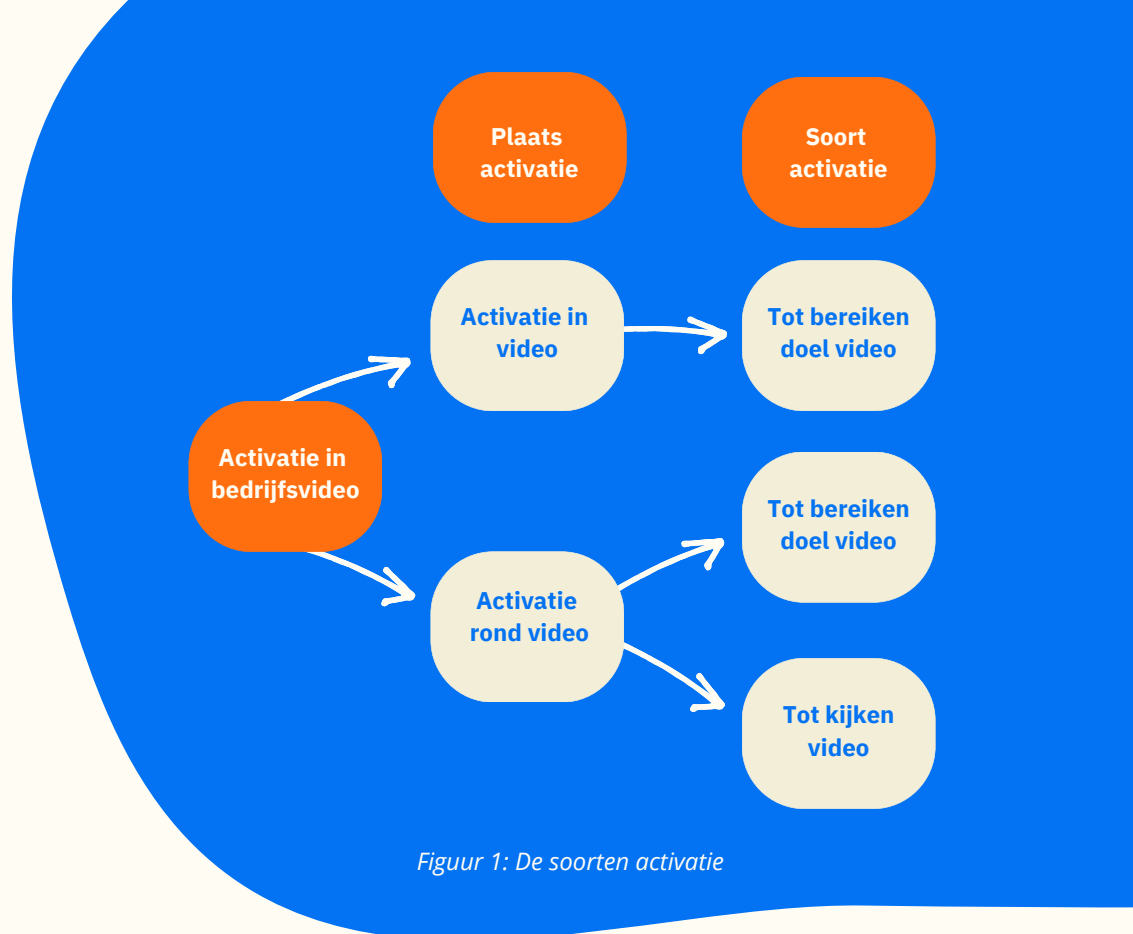 Plaats
activatie
Soort
activatie
Activatie in
video
Tot bereiken
doel video
Activatie in
bedrijfsvideo
Tot bereiken
doel video
Activatie
rond video
Tot kijken
video
Figuur 1: De soorten activatie